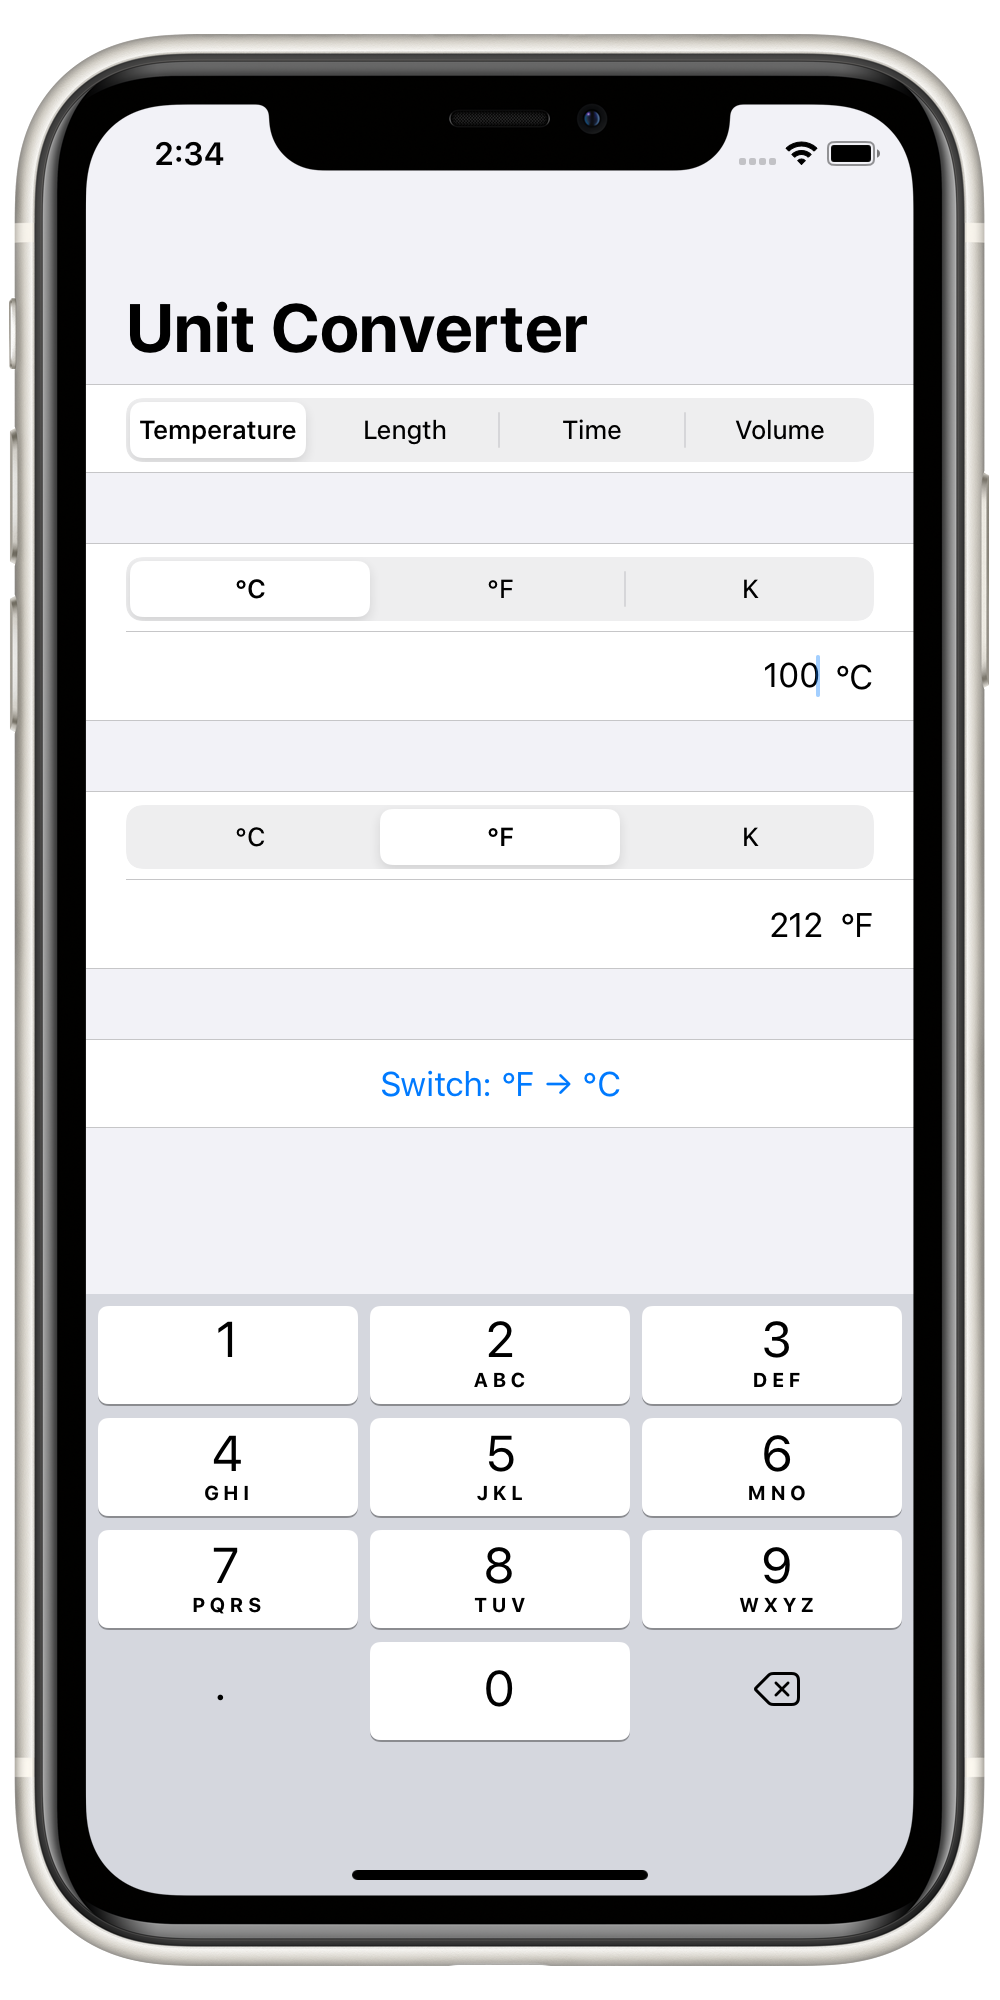 2:34
Unit Converter
Temperature Length Time Volume
°C °F K
100 °C
°C °F K
212 °F
Switch: °F → °C
1 2 3
ABC DEF
4 5 6
GHI JKL MNO
7 8 9
PQRS TUV WXYZ
. 0